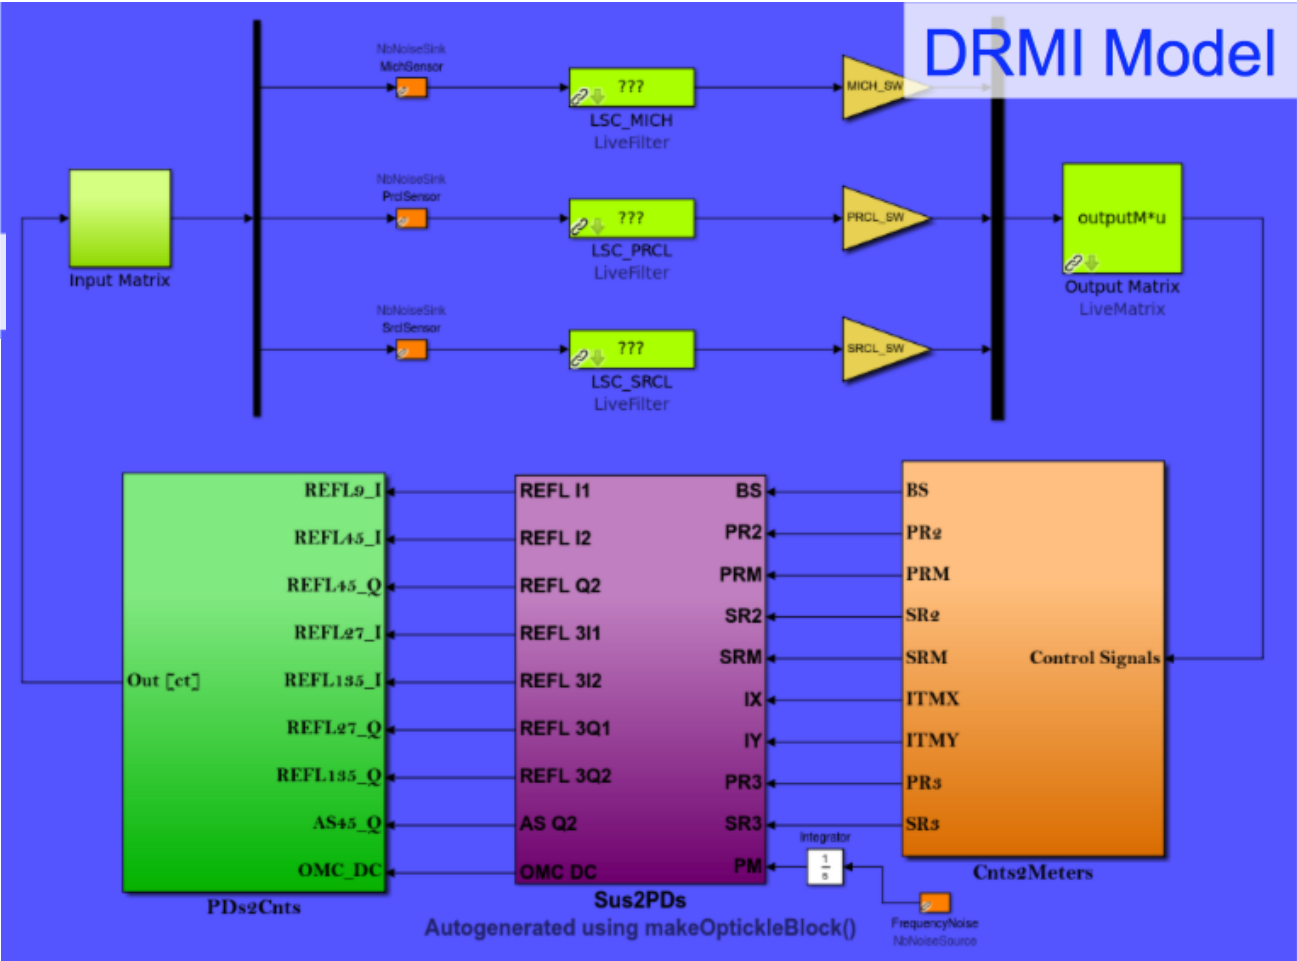 DRMI Model
NbNoiseSink
MichSensor
???
LSC_MICH
LiveFilter
MICH_SW
NbNoiseSink
PrclSensor
???
LSC_PRCL
LiveFilter
PRCL_SW
outputM*u
Output Matrix
LiveMatrix
Input Matrix
NbNoiseSink
SrclSensor
???
LSC_SRCL
LiveFilter
SRCL_SW
REFL9_I
REFL45_I
REFL45_Q
REFL27_I
REFL135_I
REFL27_Q
REFL135_Q
AS45_Q
OMC_DC
Out [ct]
PDs2Cnts
REFL I1
REFL I2
REFL Q2
REFL 3I1
REFL 3I2
REFL 3Q1
REFL 3Q2
AS Q2
OMC DC
BS
PR2
PRM
SR2
SRM
IX
IY
PR3
SR3
PM
Sus2PDs
Autogenerated using makeOptickleBlock()
BS
PR2
PRM
SR2
SRM
ITMX
ITMY
PR3
SR3
Control Signals
Cnts2Meters
Integrator
1
s
FrequencyNoise
NbNoiseSource